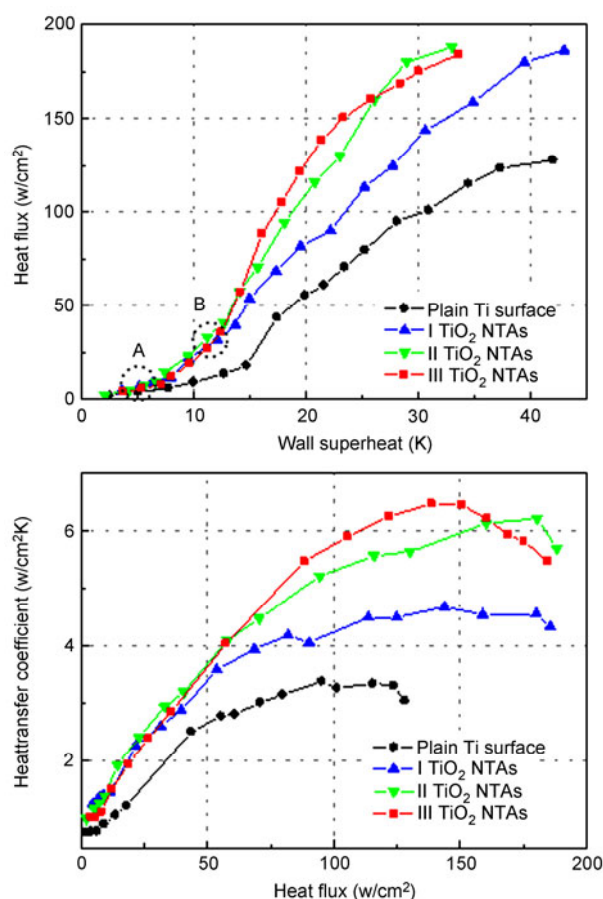 200
150
100
50
0
Heat flux (w/cm²)
A
B
Plain Ti surface
I TiO₂ NTAs
II TiO₂ NTAs
III TiO₂ NTAs
0 10 20 30 40
Wall superheat (K)
6
4
2
Heattransfer coefficient (w/cm²K)
Plain Ti surface
I TiO₂ NTAs
II TiO₂ NTAs
III TiO₂ NTAs
0 50 100 150 200
Heat flux (w/cm²)